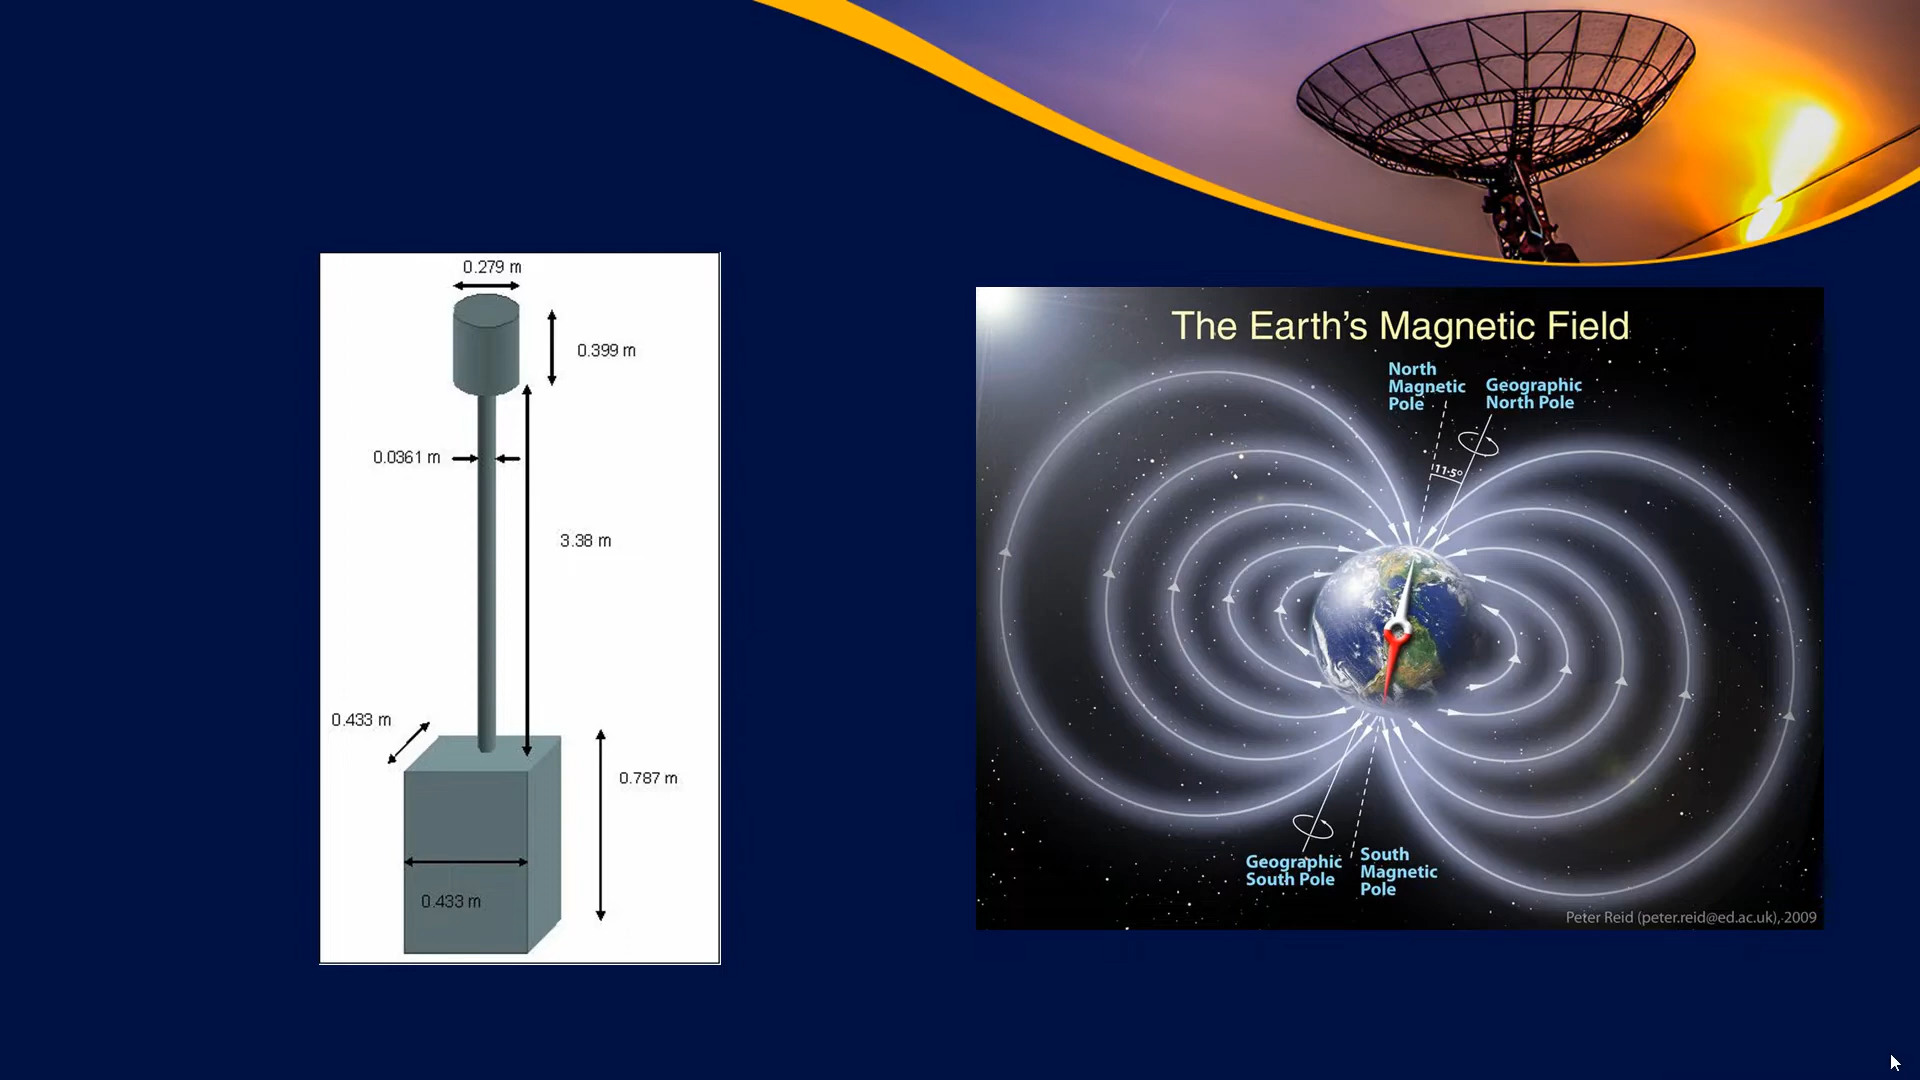 0.279 m
0.399 m
0.0361 m
3.38 m
0.433 m
0.787 m
0.433 m
The Earth's Magnetic Field
North
Magnetic
Pole
Geographic
North Pole
11·5°
Geographic
South Pole
South
Magnetic
Pole
Peter Reid (peter.reid@ed.ac.uk), 2009